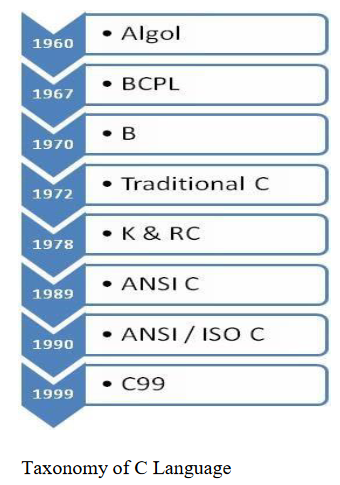 1960 • Algol
1967 • BCPL
1970 • B
1972 • Traditional C
1978 • K & RC
1989 • ANSI C
1990 • ANSI / ISO C
1999 • C99
Taxonomy of C Language